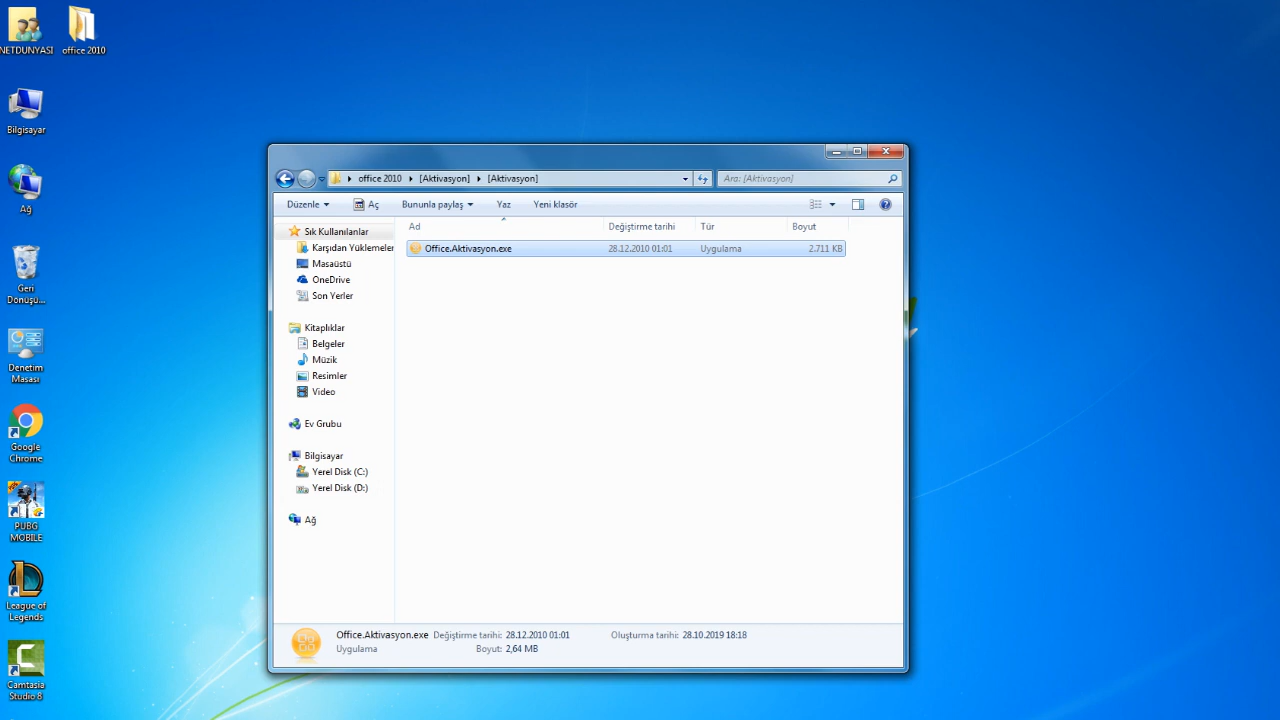 NETDUNYASI
office 2010
Bilgisayar
Ağ
Geri
Dönüşü...
Denetim
Masası
Google
Chrome
PUBG
MOBILE
League of
Legends
Camtasia
Studio 8
office 2010 [Aktivasyon] [Aktivasyon]
Ara: [Aktivasyon]
Düzenle Aç Bununla paylaş Yaz Yeni klasör
Sık Kullanılanlar
Karşıdan Yüklemeler
Masaüstü
OneDrive
Son Yerler
Kitaplıklar
Belgeler
Müzik
Resimler
Video
Ev Grubu
Bilgisayar
Yerel Disk (C:)
Yerel Disk (D:)
Ağ
Ad Değiştirme tarihi Tür Boyut
Office.Aktivasyon.exe 28.12.2010 01:01 Uygulama 2.711 KB
Office.Aktivasyon.exe Değiştirme tarihi: 28.12.2010 01:01 Oluşturma tarihi: 28.10.2019 18:18
Uygulama Boyut: 2,64 MB